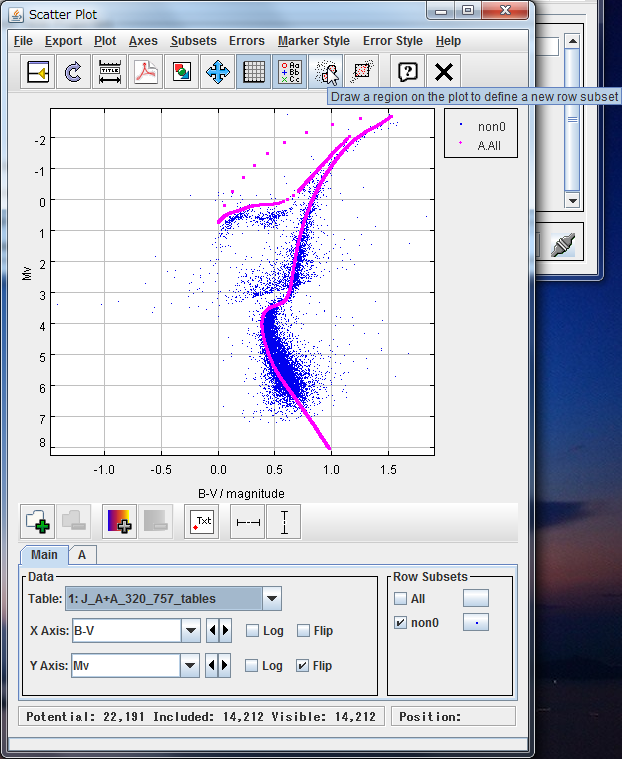 Scatter Plot
File Export Plot Axes Subsets Errors Marker Style Error Style Help
TITLE
Aa
Bb
Cc
Draw a region on the plot to define a new row subset
non0
A.All
-2
-1
0
1
2
3
4
5
6
7
8
Mv
-1.0 -0.5 0.0 0.5 1.0 1.5
B-V / magnitude
Txt
Main A
Data
Table: 1: J_A+A_320_757_tables
X Axis: B-V Log Flip
Y Axis: Mv Log Flip
Row Subsets
All
non0
Potential: 22,191 Included: 14,212 Visible: 14,212 Position: